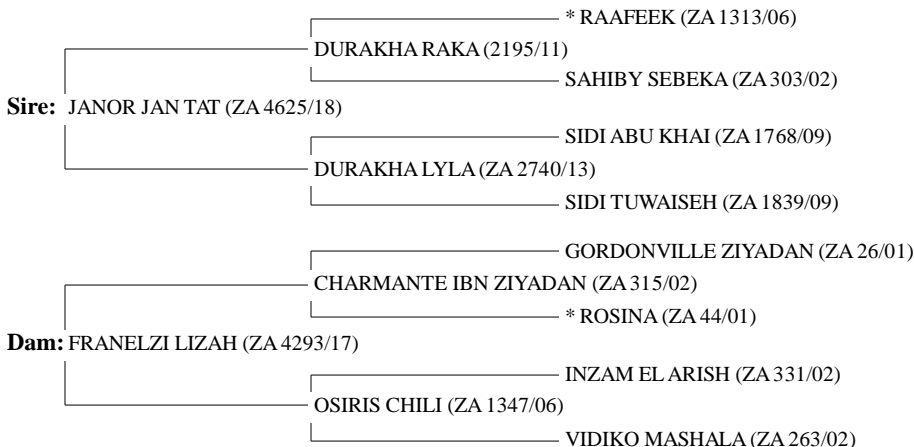 * RAAFEEK (ZA 1313/06)
DURAKHA RAKA (2195/11)
SAHIBY SEBEKA (ZA 303/02)
Sire: JANOR JAN TAT (ZA 4625/18)
SIDI ABU KHAI (ZA 1768/09)
DURAKHA LYLA (ZA 2740/13)
SIDI TUWAISEH (ZA 1839/09)
GORDONVILLE ZIYADAN (ZA 26/01)
CHARMANTE IBN ZIYADAN (ZA 315/02)
* ROSINA (ZA 44/01)
Dam: FRANELZI LIZAH (ZA 4293/17)
INZAM EL ARISH (ZA 331/02)
OSIRIS CHILI (ZA 1347/06)
VIDIKO MASHALA (ZA 263/02)